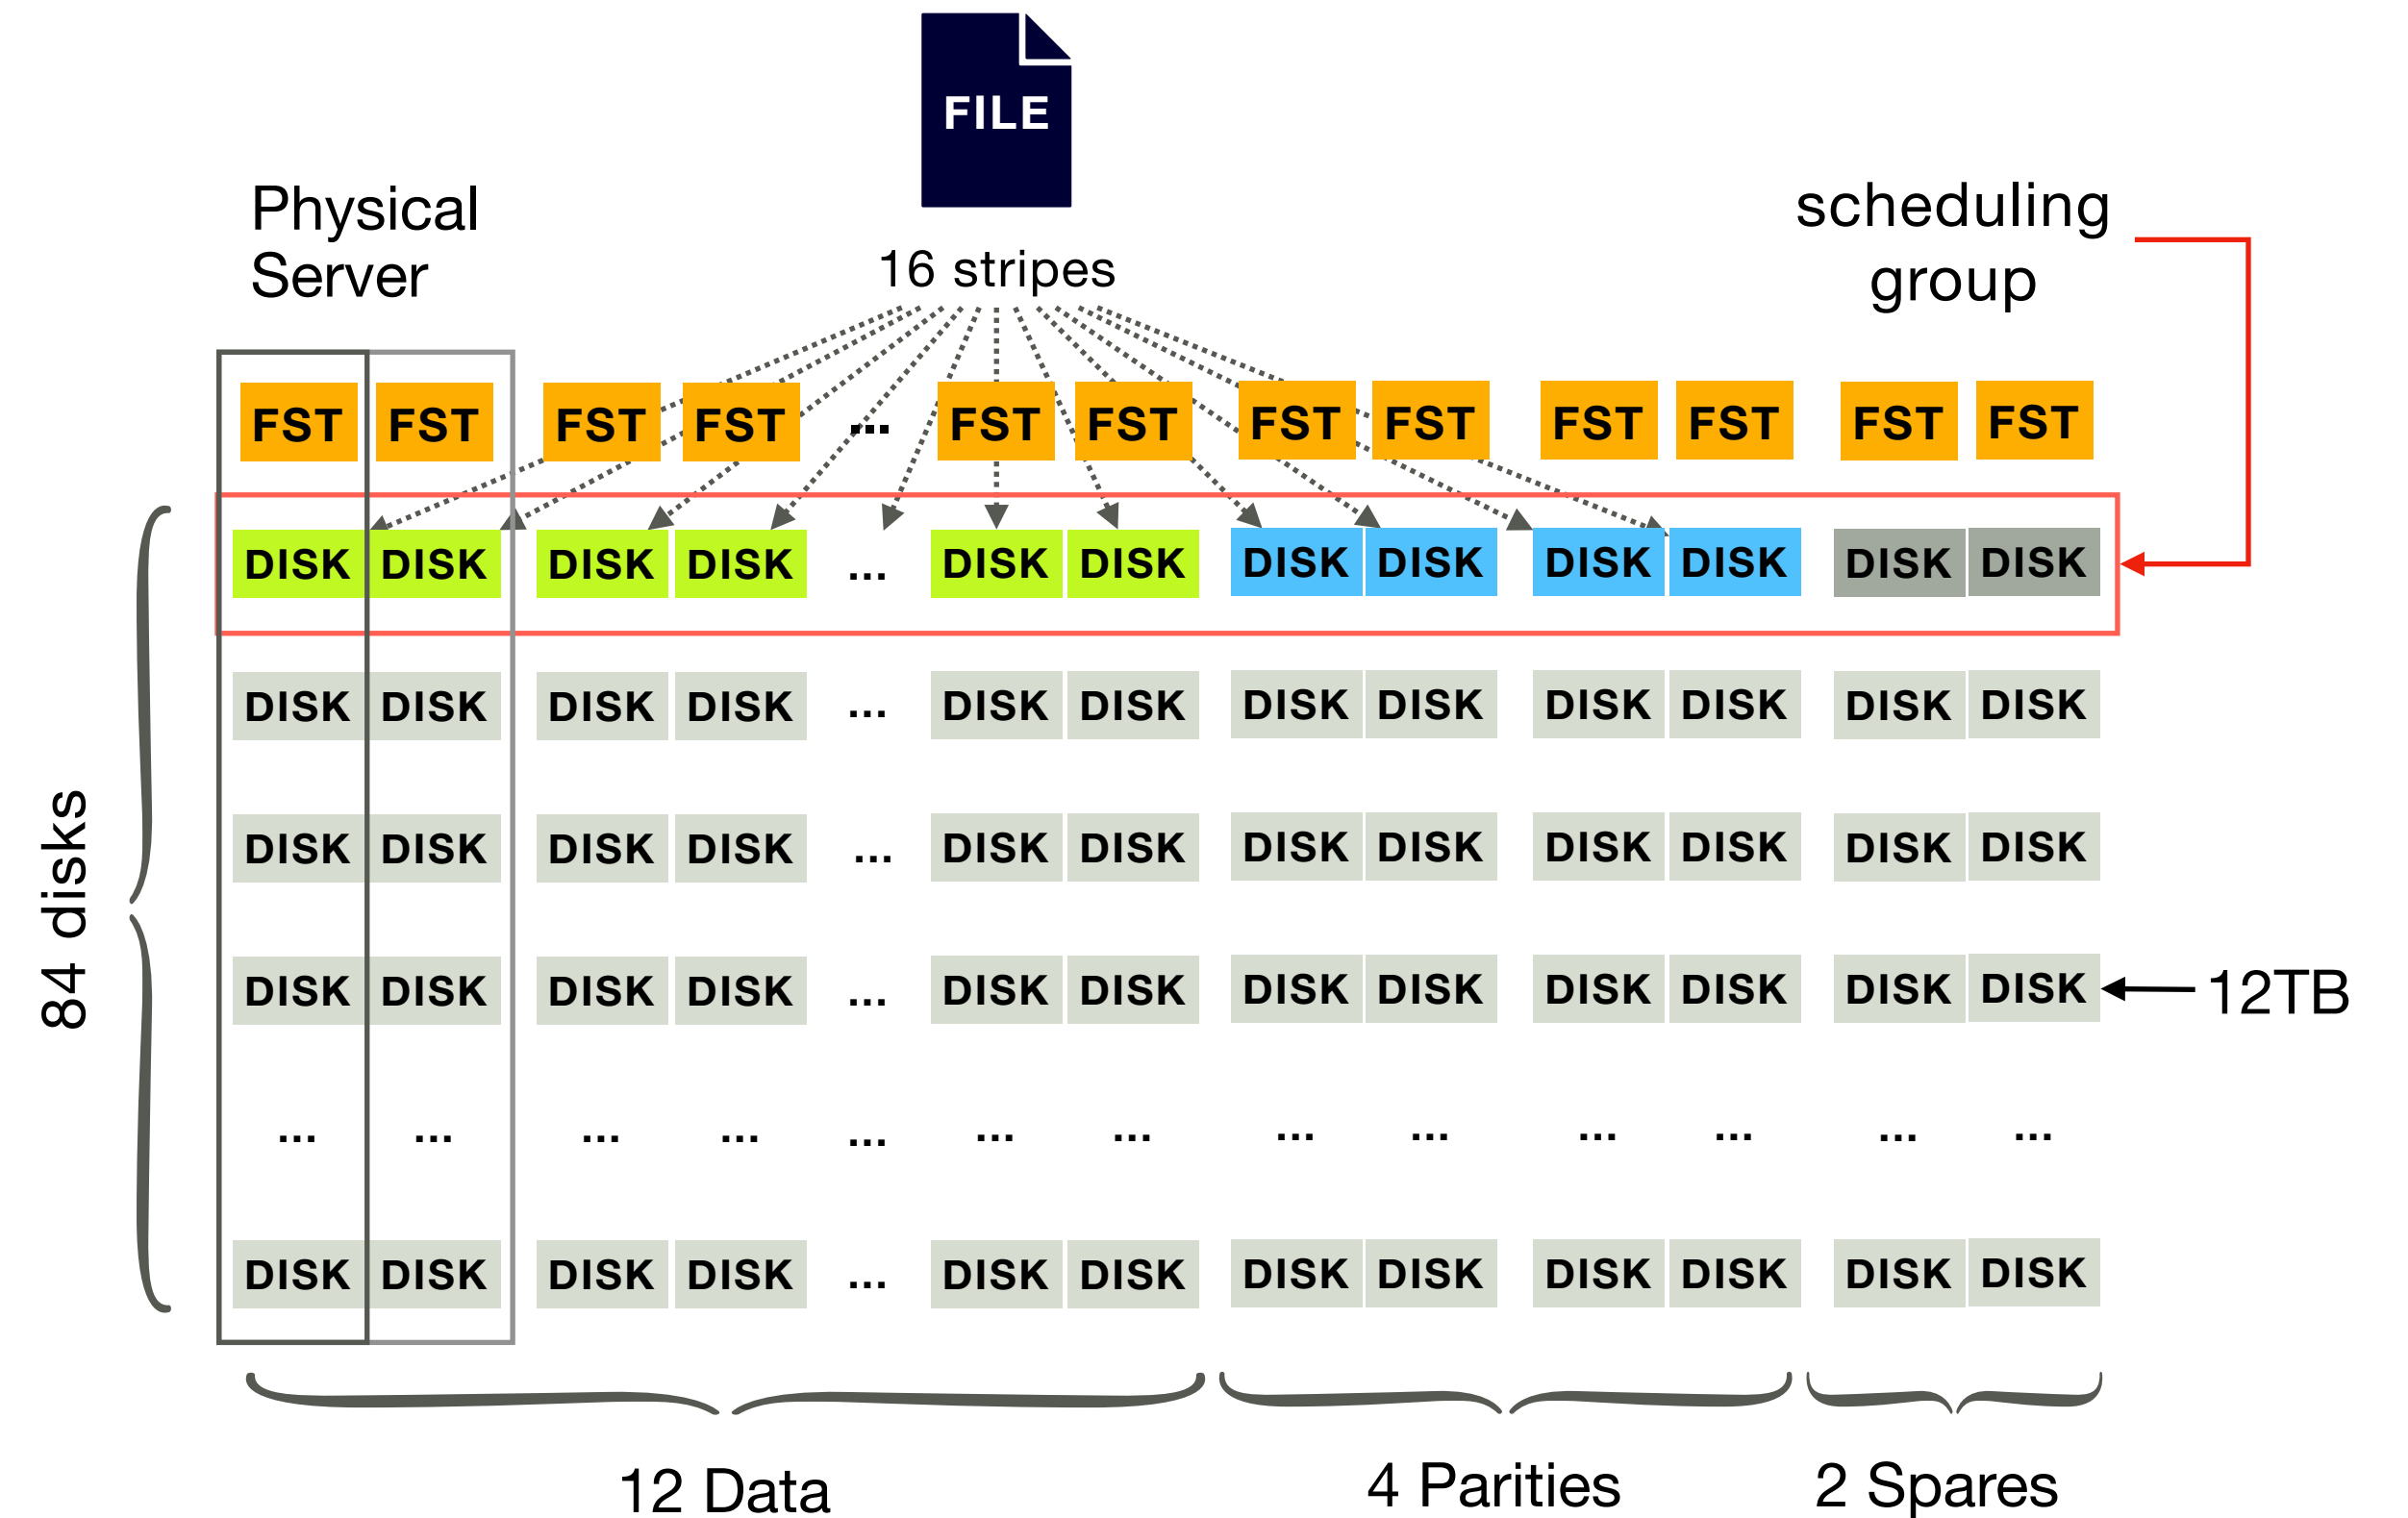 FILE
Physical
Server
16 stripes
scheduling
group
FST FST FST FST ... FST FST FST FST FST FST FST FST
DISK DISK DISK DISK ... DISK DISK DISK DISK DISK DISK DISK DISK
DISK DISK DISK DISK ... DISK DISK DISK DISK DISK DISK DISK DISK
DISK DISK DISK DISK ... DISK DISK DISK DISK DISK DISK DISK DISK
84 disks
DISK DISK DISK DISK ... DISK DISK DISK DISK DISK DISK DISK DISK
12TB
... ... ... ... ... ... ... ... ... ... ... ... ...
DISK DISK DISK DISK ... DISK DISK DISK DISK DISK DISK DISK DISK
12 Data
4 Parities
2 Spares